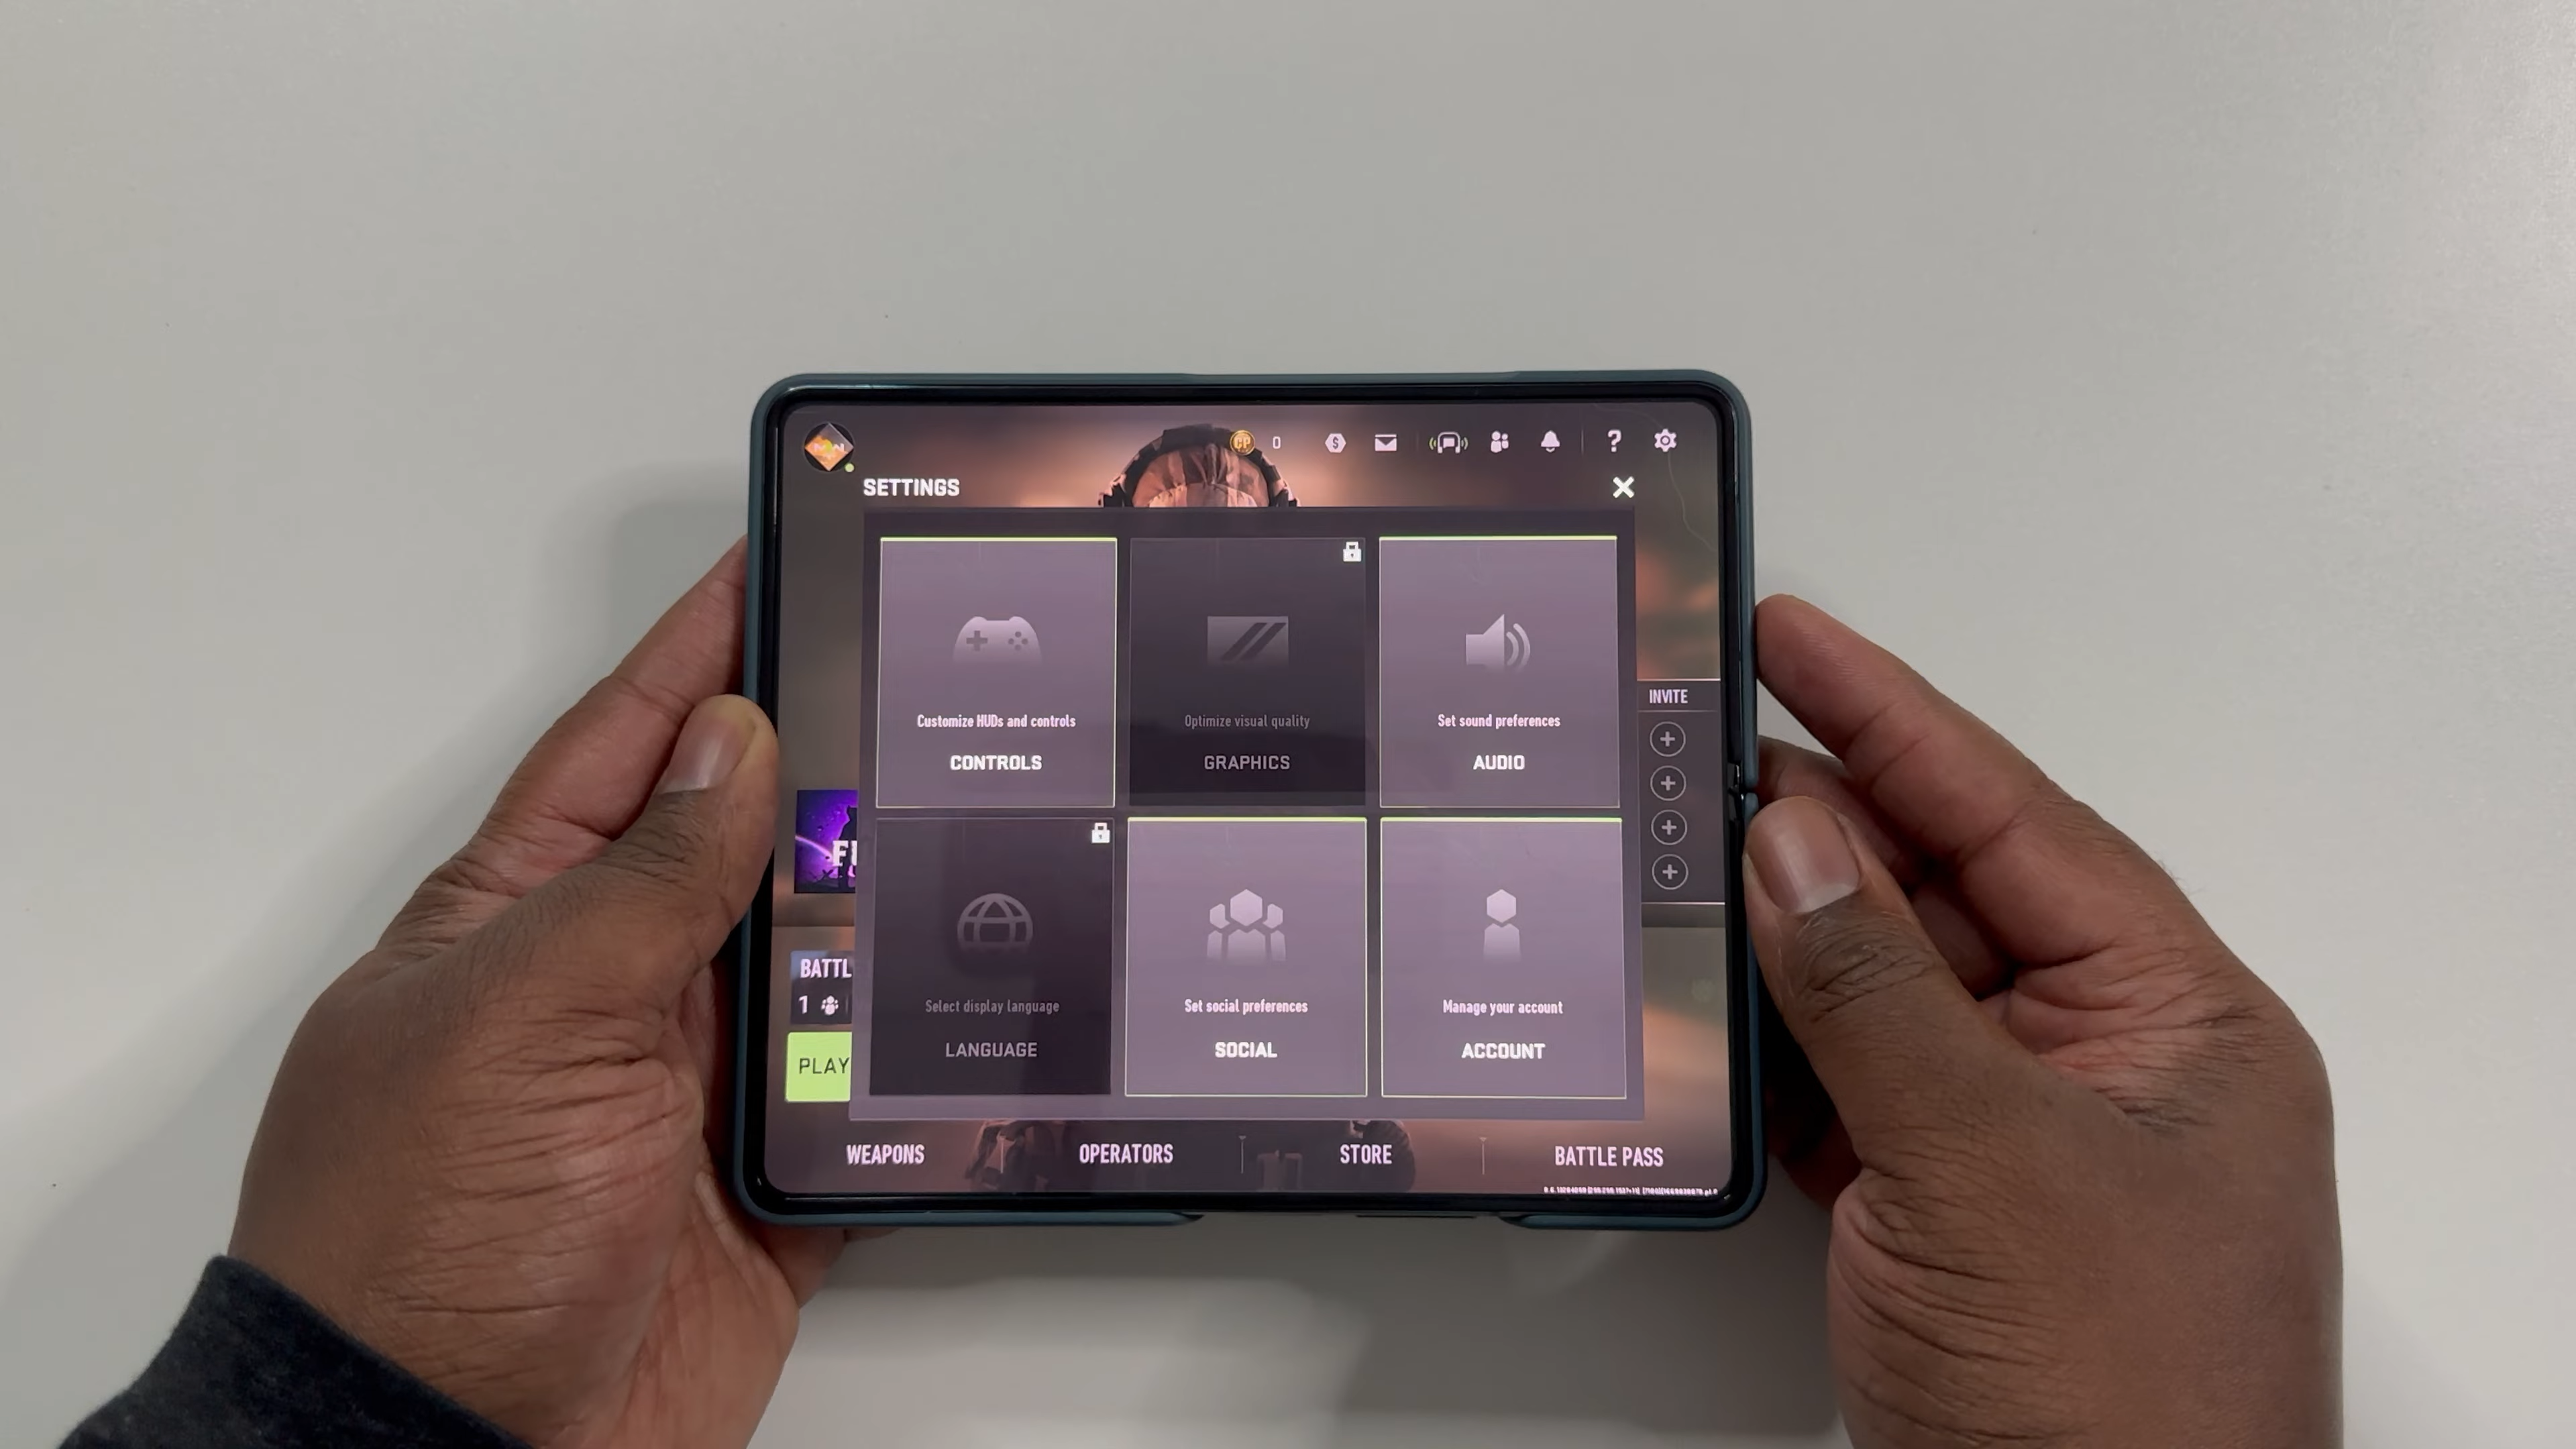 CP 0
?
SETTINGS
Customize HUDs and controls
CONTROLS
Optimize visual quality
GRAPHICS
Set sound preferences
AUDIO
INVITE
Select display language
LANGUAGE
Set social preferences
SOCIAL
Manage your account
ACCOUNT
BATTL
1
PLAY
WEAPONS
OPERATORS
STORE
BATTLE PASS